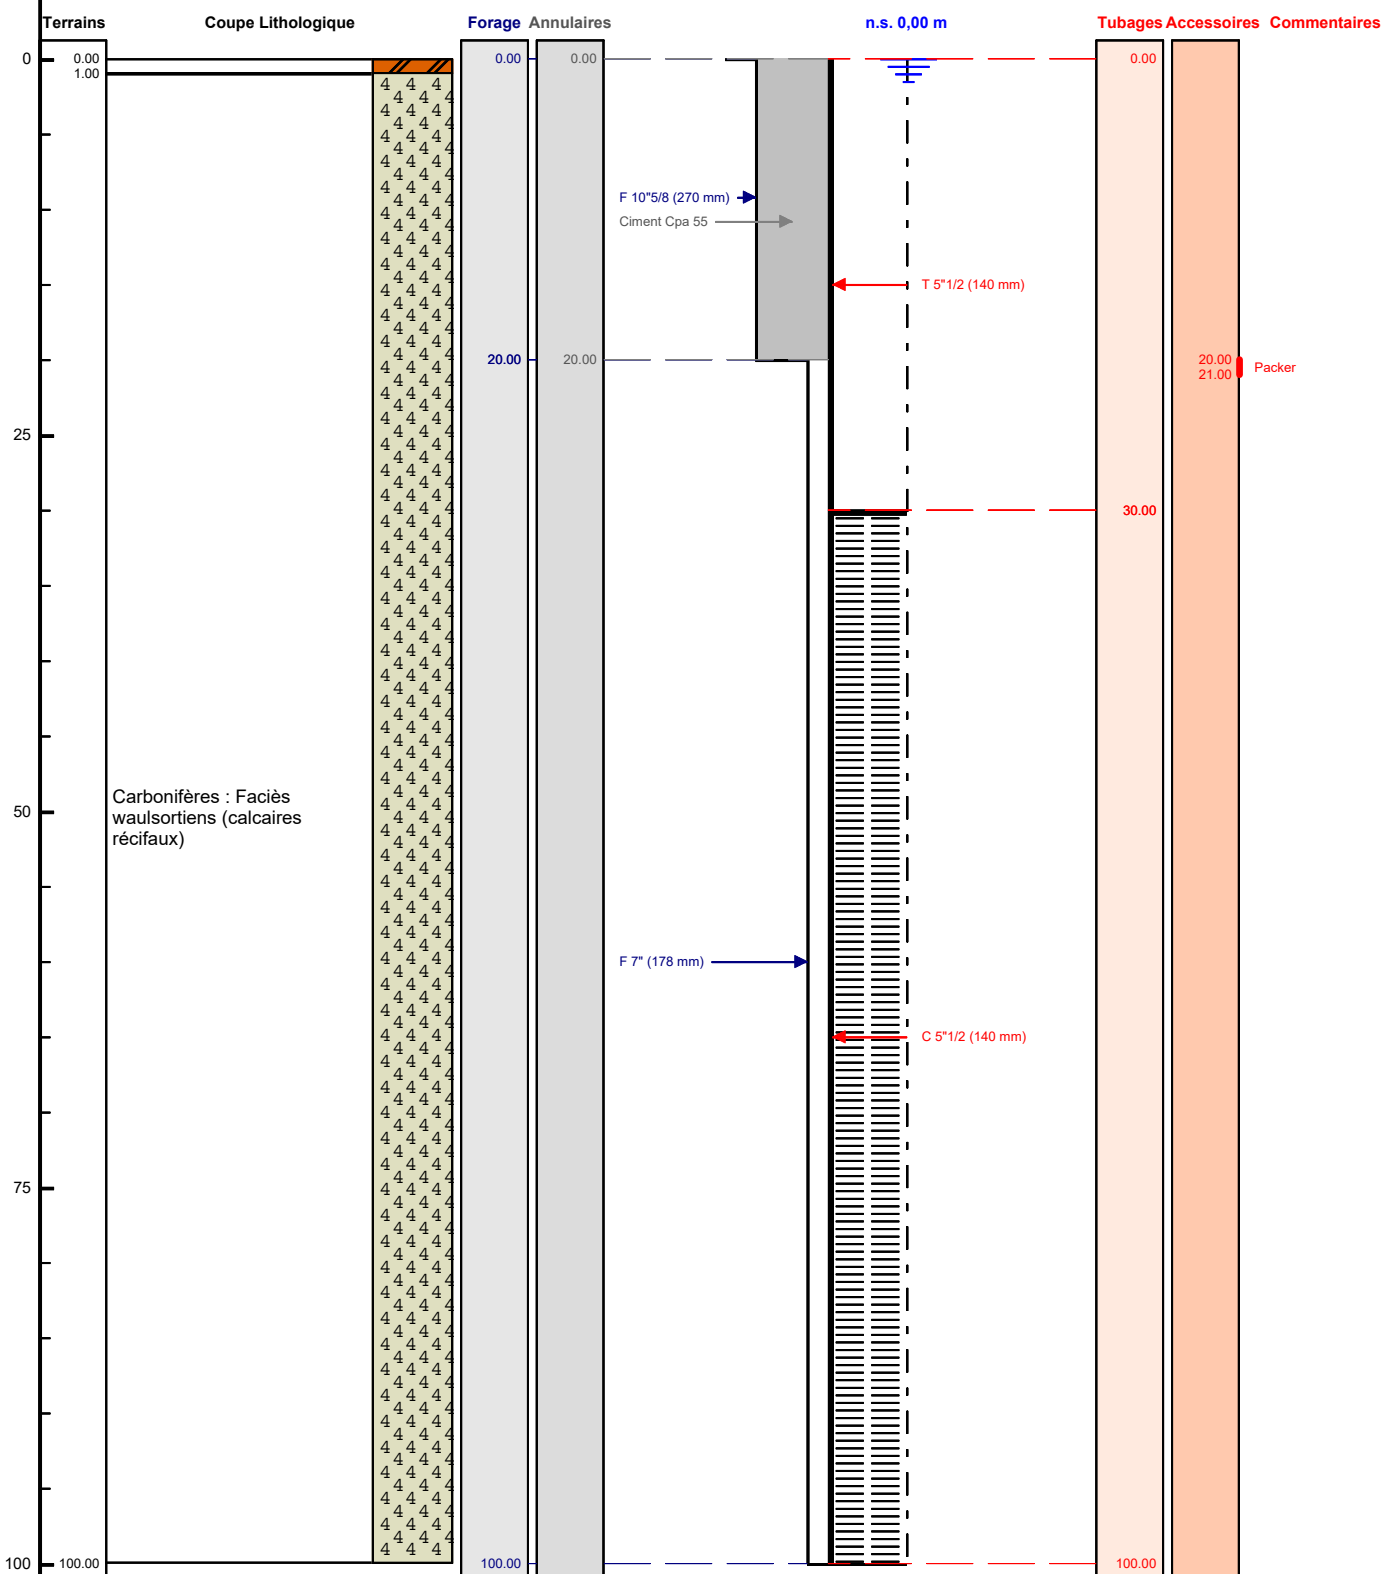 Terrains Coupe Lithologique Forage Annulaires n.s. 0,00 m Tubages Accessoires Commentaires
0 0.00 0.00 0.00 0.00
1.00
F 10"5/8 (270 mm)
Ciment Cpa 55
T 5"1/2 (140 mm)
20.00 20.00 20.00
21.00 Packer
25
30.00
50
Carbonifères : Faciès
waulsortiens (calcaires
récifaux)
F 7" (178 mm)
C 5"1/2 (140 mm)
75
100 100.00 100.00 100.00